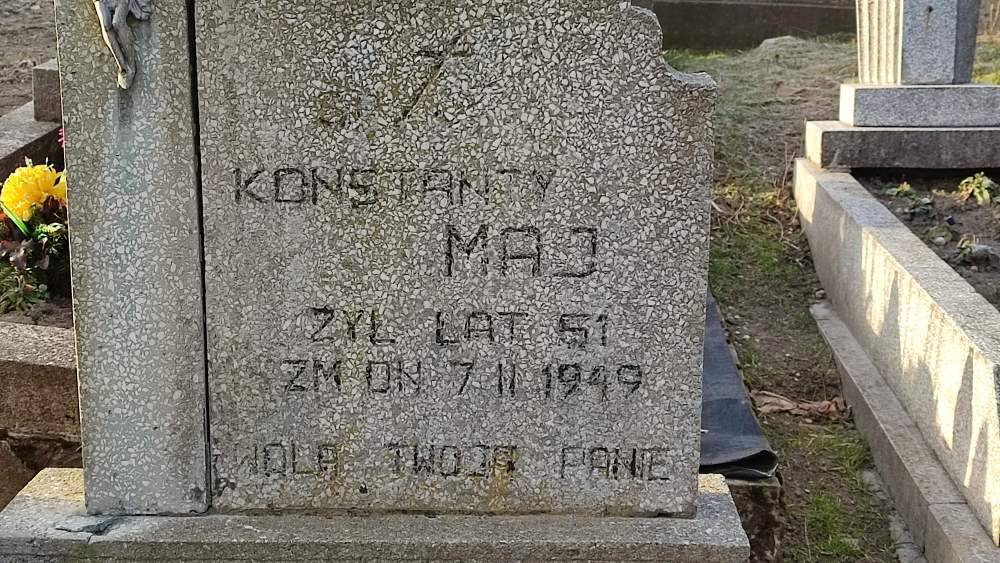 KONSTANTY
MAJ
ŻYŁ LAT 51
ZM DN 7 II 1949
WOLA TWOJA PANIE